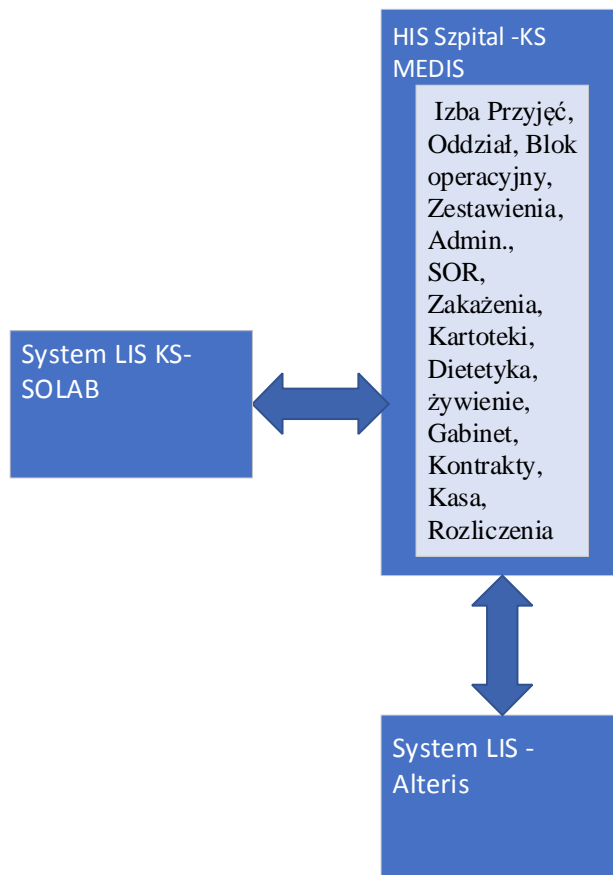 HIS Szpital -KS
MEDIS
Izba Przyjęć,
Oddział, Blok
operacyjny,
Zestawienia,
Admin.,
SOR,
Zakażenia,
Kartoteki,
Dietetyka,
żywienie,
Gabinet,
Kontrakty,
Kasa,
Rozliczenia
System LIS KS-
SOLAB
System LIS -
Alteris